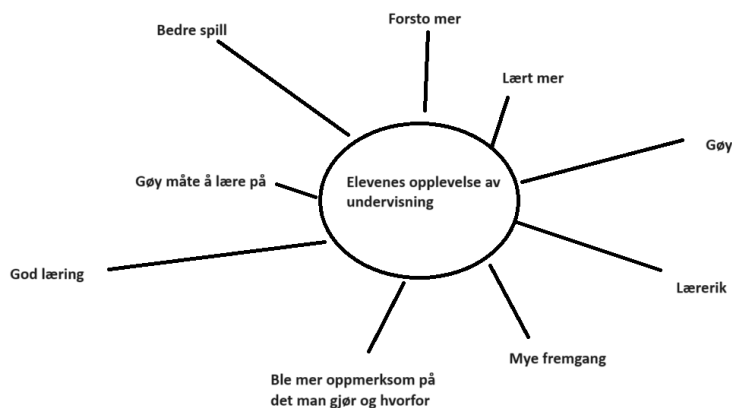 Forsto mer
Bedre spill
Lært mer
Gøy
Gøy måte å lære på
Elevenes opplevelse av
undervisning
God læring
Lærerik
Mye fremgang
Ble mer oppmerksom på
det man gjør og hvorfor